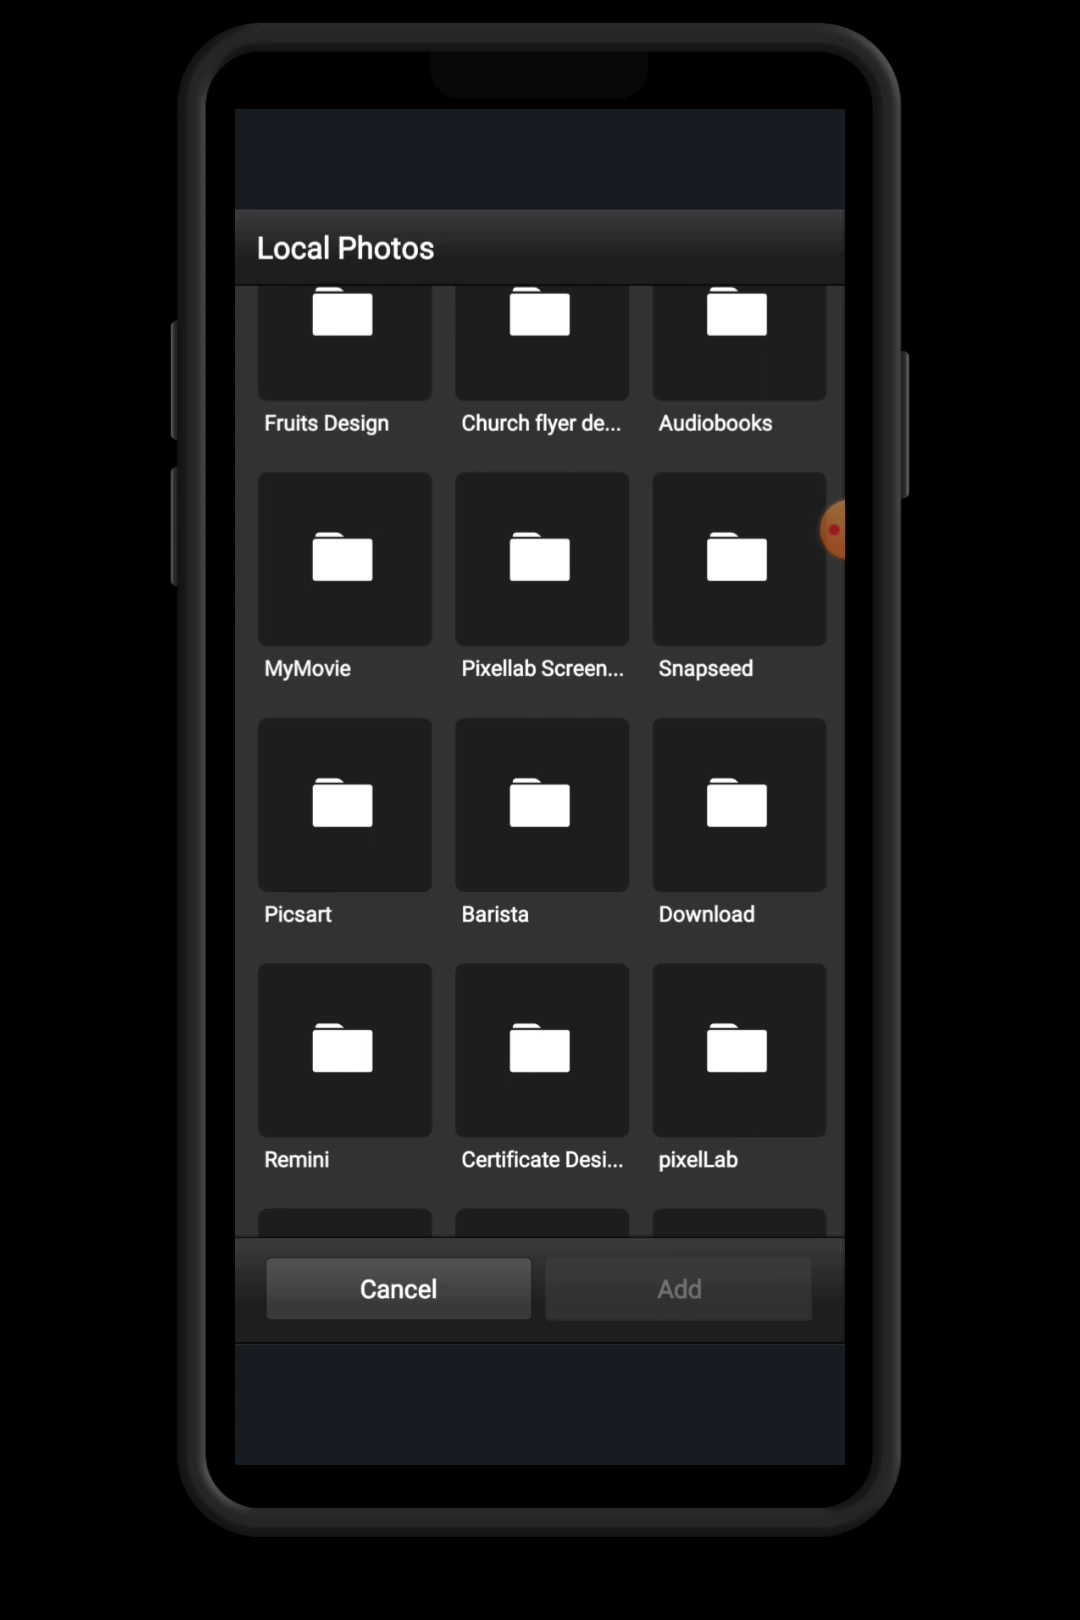 Local Photos
Fruits Design
Church flyer de...
Audiobooks
MyMovie
Pixellab Screen...
Snapseed
Picsart
Barista
Download
Remini
Certificate Desi...
pixelLab
Cancel
Add